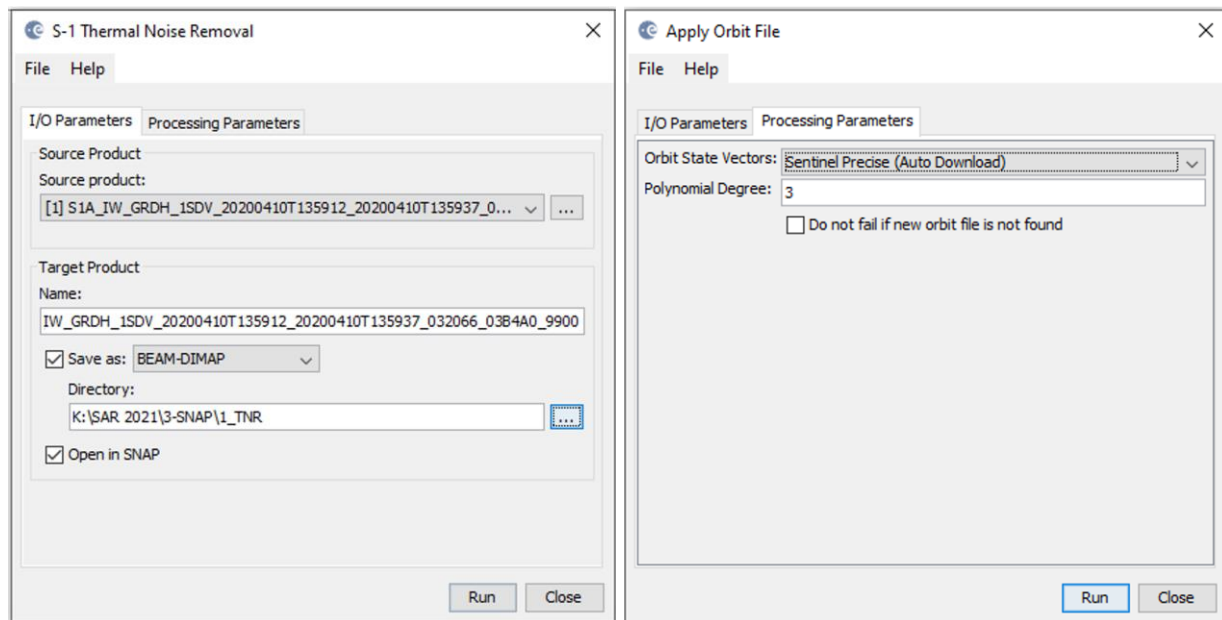 S-1 Thermal Noise Removal
File Help
I/O Parameters Processing Parameters
Source Product
Source product:
[1] S1A_IW_GRDH_1SDV_20200410T135912_20200410T135937_0... ...
Target Product
Name:
IW_GRDH_1SDV_20200410T135912_20200410T135937_032066_03B4A0_9900
Save as: BEAM-DIMAP
Directory:
K:\SAR 2021\3-SNAP\1_TNR ...
Open in SNAP
Run Close
Apply Orbit File
File Help
I/O Parameters Processing Parameters
Orbit State Vectors: Sentinel Precise (Auto Download)
Polynomial Degree: 3
Do not fail if new orbit file is not found
Run Close